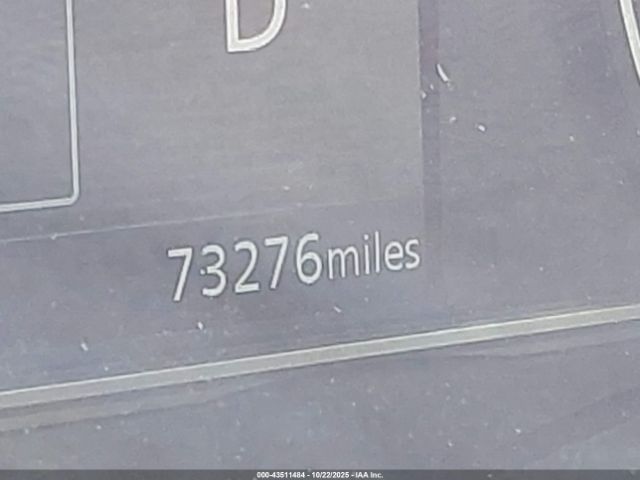 D
73276miles
000-43511484 - 10/22/2025 - IAA Inc.